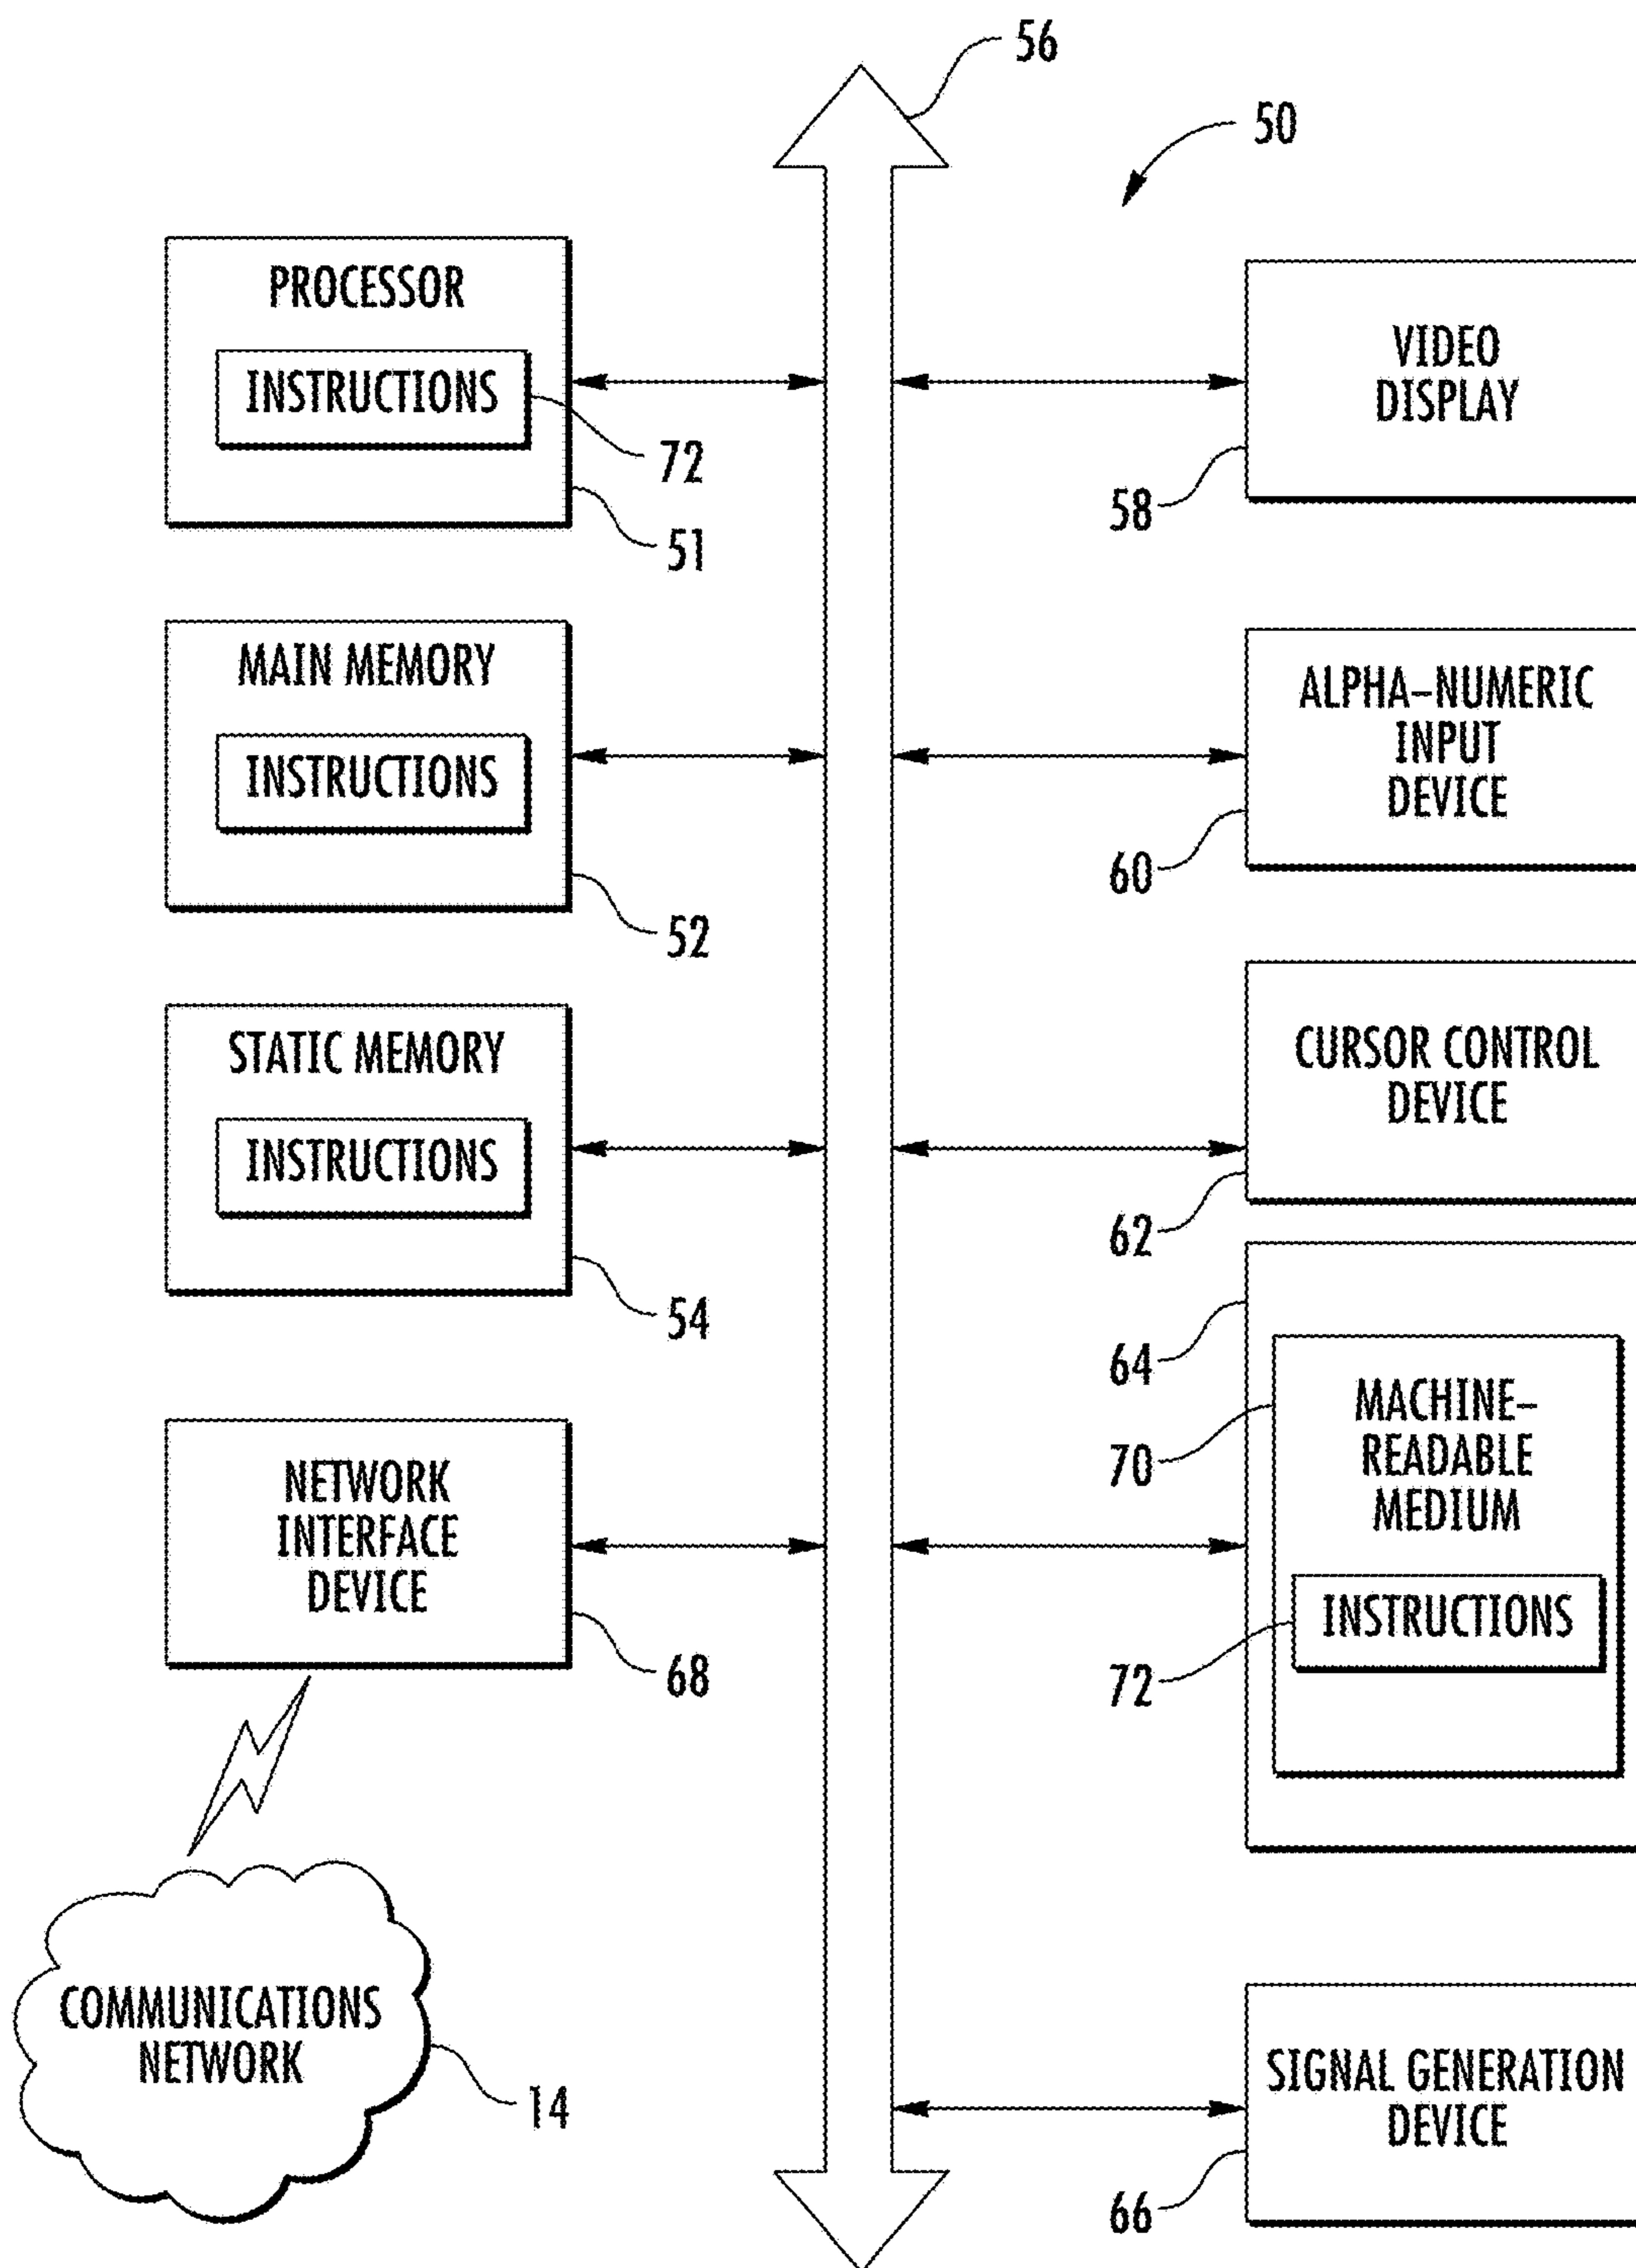 56
50
PROCESSOR
INSTRUCTIONS
72
51
MAIN MEMORY
INSTRUCTIONS
52
STATIC MEMORY
INSTRUCTIONS
54
NETWORK
INTERFACE
DEVICE
68
COMMUNICATIONS
NETWORK
14
VIDEO
DISPLAY
58
ALPHA–NUMERIC
INPUT
DEVICE
60
CURSOR CONTROL
DEVICE
62
64
MACHINE–
READABLE
MEDIUM
70
INSTRUCTIONS
72
SIGNAL GENERATION
DEVICE
66